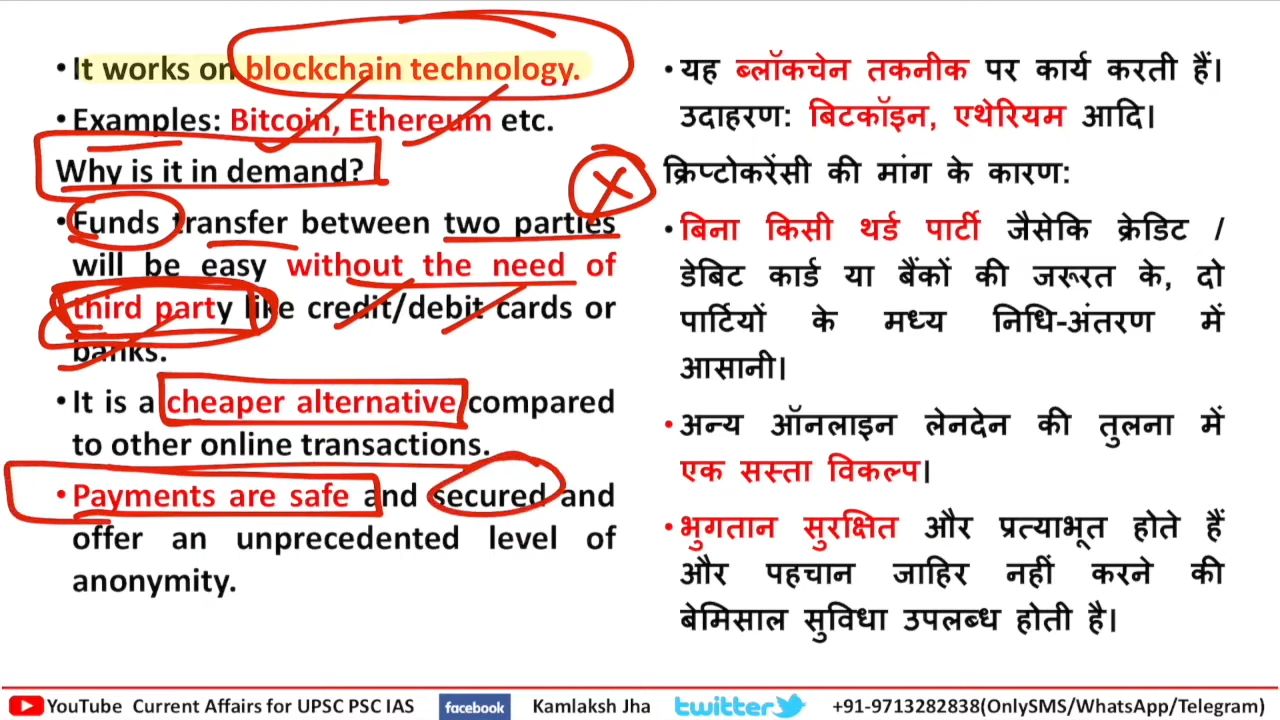 • It works on blockchain technology.
• Examples: Bitcoin, Ethereum etc.
Why is it in demand?
• Funds transfer between two parties
will be easy without the need of
third party like credit/debit cards or
banks.
• It is a cheaper alternative compared
to other online transactions.
• Payments are safe and secured and
offer an unprecedented level of
anonymity.
• यह ब्लॉकचेन तकनीक पर कार्य करती हैं।
उदाहरण: बिटकॉइन, एथेरियम आदि।
क्रिप्टोकरेंसी की मांग के कारण:
• बिना किसी थर्ड पार्टी जैसेकि क्रेडिट /
डेबिट कार्ड या बैंकों की जरूरत के, दो
पार्टियों के मध्य निधि-अंतरण में
आसानी।
• अन्य ऑनलाइन लेनदेन की तुलना में
एक सस्ता विकल्प।
• भुगतान सुरक्षित और प्रत्याभूत होते हैं
और पहचान जाहिर नहीं करने की
बेमिसाल सुविधा उपलब्ध होती है।
YouTube Current Affairs for UPSC PSC IAS facebook Kamlaksh Jha twitter +91-9713282838(OnlySMS/WhatsApp/Telegram)